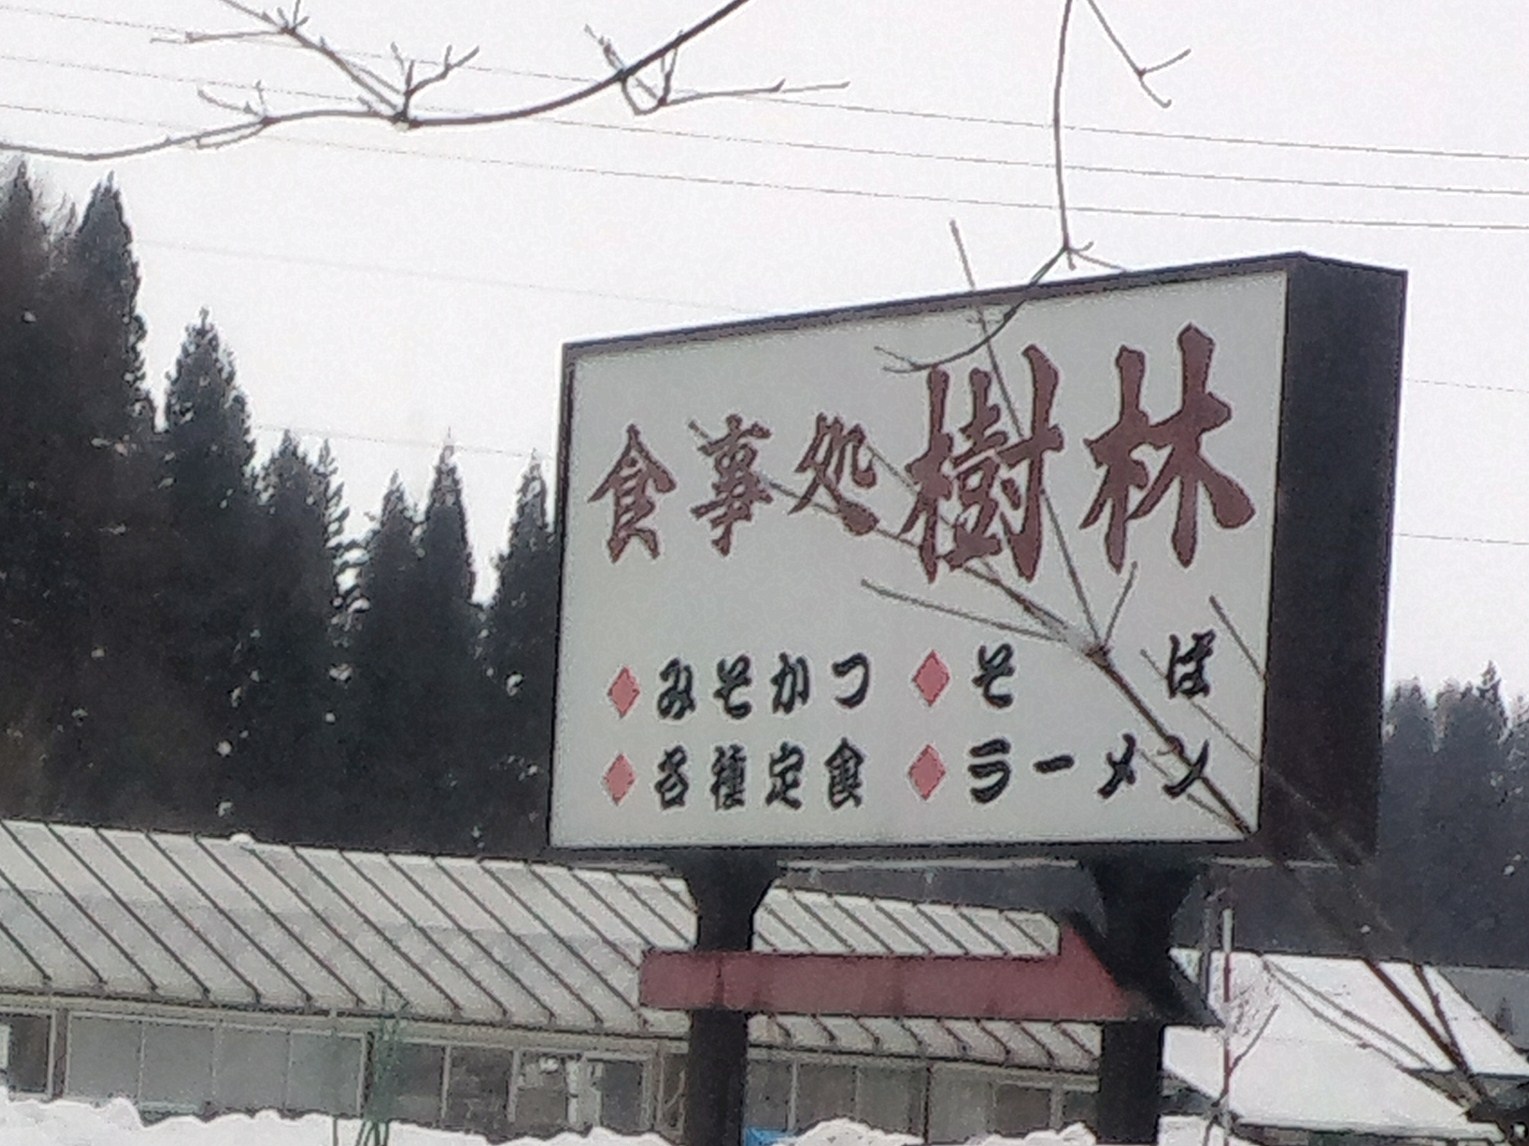 食事処 樹林
◆みそかつ ◆そば
◆各種定食 ◆ラーメン